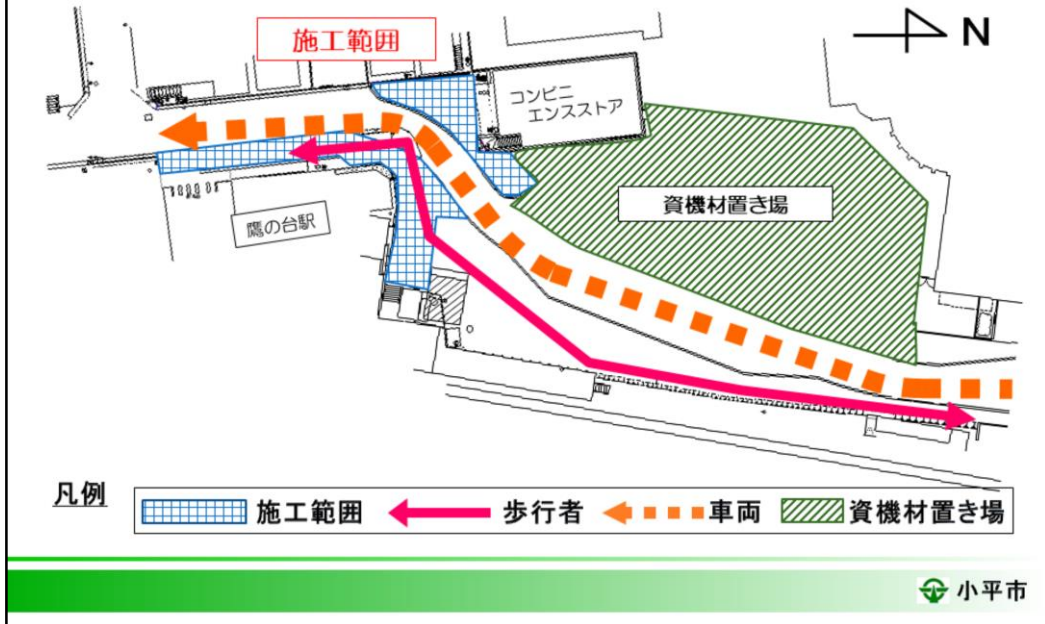 施工範囲
N
コンビニ
エンスストア
資機材置き場
鷹の台駅
凡例
施工範囲
歩行者
車両
資機材置き場
小平市